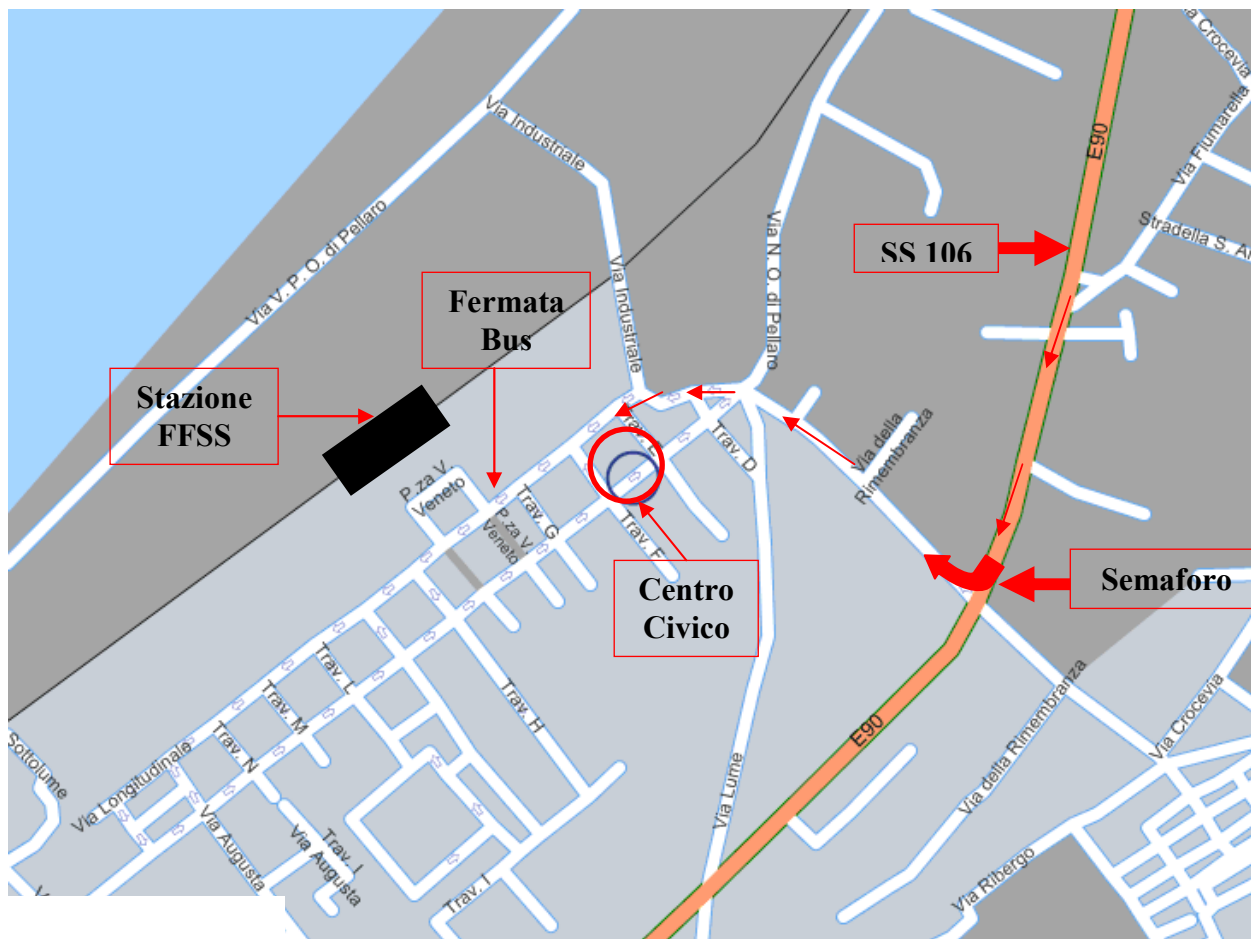 Via Crocevia
Via Industriale
E90
Via Fiumarella
Via V. P. O. di Pellaro
Via N. O. di Pellaro
Stradella S. Ar
SS 106
Via Industriale
Fermata
Bus
Stazione
FFSS
Trav. E
Trav. D
Via della
Rimembranza
P.za V.
Veneto
Trav. G
P.za V.
Veneto
Trav. F
Centro
Civico
Semaforo
Trav. L
Trav. M
Trav. H
Trav. N
E90
Via della Rimembranza
Via Crocevia
Sottolume
Via Longitudinale
Via Lume
Via Augusta
Trav. I
Via Augusta
Trav. I
Via Ribergo